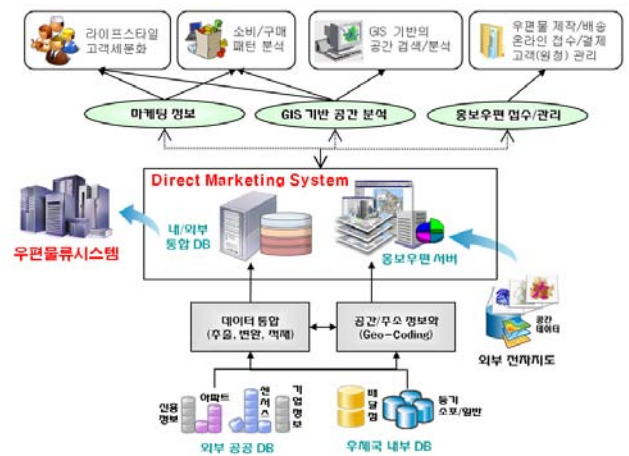 라이프스타일
고객세분화
소비/구매
패턴 분석
GIS 기반의
공간 검색/분석
우편물 제작/배송
온라인 접수/결제
고객(원청) 관리
마케팅 정보
GIS 기반 공간 분석
홍보우편 접수/관리
Direct Marketing System
내/외부
통합 DB
홍보우편 서버
우편물류시스템
데이터 통합
(추출, 변환, 적재)
공간/주소 정보화
(Geo-Coding)
공간
데이터
외부 전자지도
신용
정보
아파트
센서스
기업정보
배달점
등기
소포/일반
외부 공공 DB
우체국 내부 DB